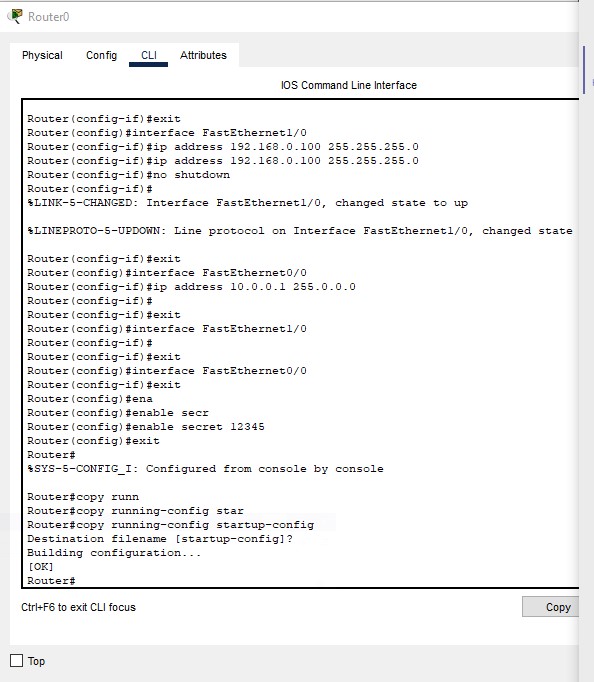 Router0
Physical Config CLI Attributes
IOS Command Line Interface
Router(config-if)#exit
Router(config)#interface FastEthernet1/0
Router(config-if)#ip address 192.168.0.100 255.255.255.0
Router(config-if)#ip address 192.168.0.100 255.255.255.0
Router(config-if)#no shutdown
Router(config-if)#
%LINK-5-CHANGED: Interface FastEthernet1/0, changed state to up
%LINEPROTO-5-UPDOWN: Line protocol on Interface FastEthernet1/0, changed state
Router(config-if)#exit
Router(config)#interface FastEthernet0/0
Router(config-if)#ip address 10.0.0.1 255.0.0.0
Router(config-if)#
Router(config-if)#exit
Router(config)#interface FastEthernet1/0
Router(config-if)#
Router(config-if)#exit
Router(config)#interface FastEthernet0/0
Router(config-if)#exit
Router(config)#ena
Router(config)#enable secr
Router(config)#enable secret 12345
Router(config)#exit
Router#
%SYS-5-CONFIG_I: Configured from console by console
Router#copy runn
Router#copy running-config star
Router#copy running-config startup-config
Destination filename [startup-config]?
Building configuration...
[OK]
Router#
Ctrl+F6 to exit CLI focus
Copy
Top